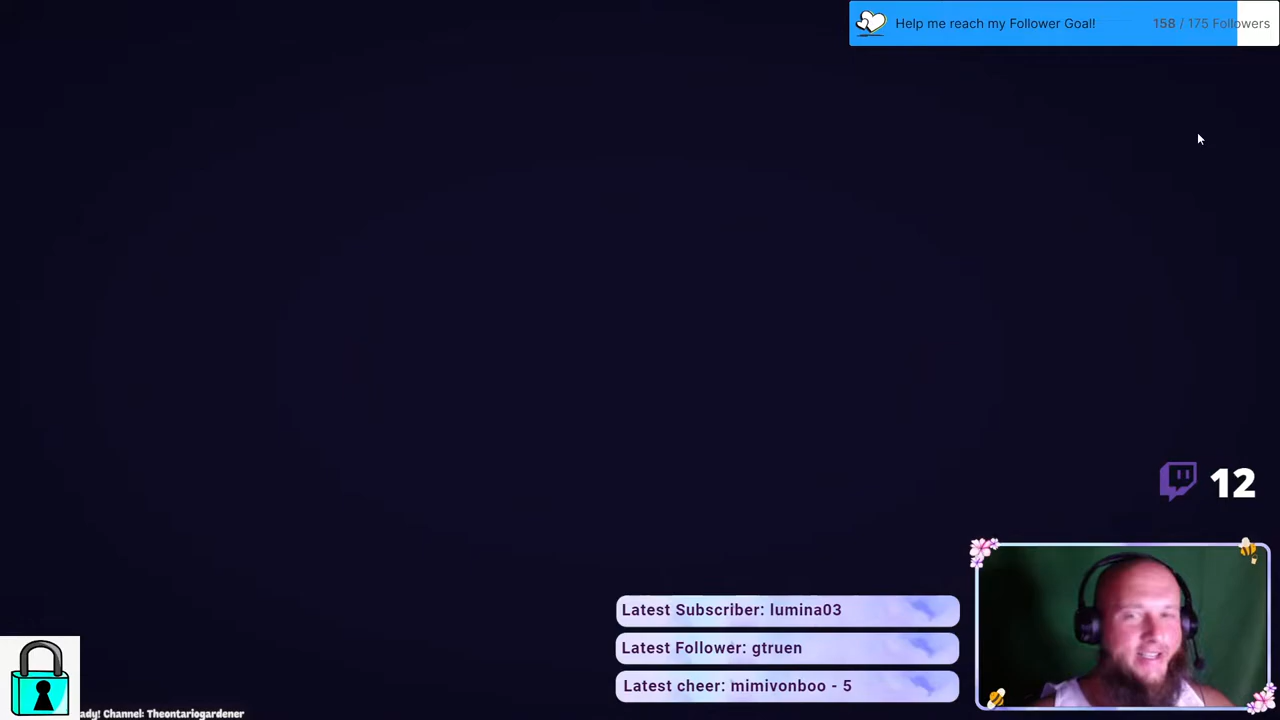 Help me reach my Follower Goal! 158 / 175 Followers
12
Latest Subscriber: lumina03
Latest Follower: gtruen
Latest cheer: mimivonboo - 5
ady! Channel: Theontariogardener